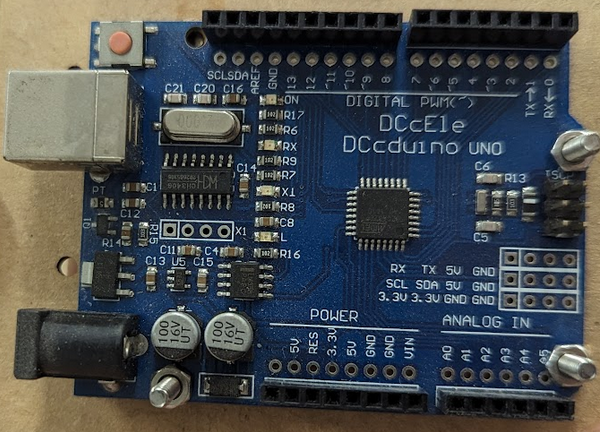 SCL SDA AREF GND 13 12 ~11 ~10 ~9 8 7 ~6 ~5 4 ~3 2 TX→1 RX←0
C21 C20 C16
ON
DIGITAL PWM(~)
R17
R6
DCcEle
DCcduino UNO
RX
R9
C14
R7
C6
R13
PT
C1
TX
C12
R8
R14
R15
X1
C8
L
C5
C11
C4
R16
RX TX 5V GND
C13
U5
C15
SCL SDA 5V GND
3.3V 3.3V GND GND
POWER
ANALOG IN
100
16V
UT
100
16V
UT
5V RES 3.3V 5V GND GND VIN
A0 A1 A2 A3 A4 A5